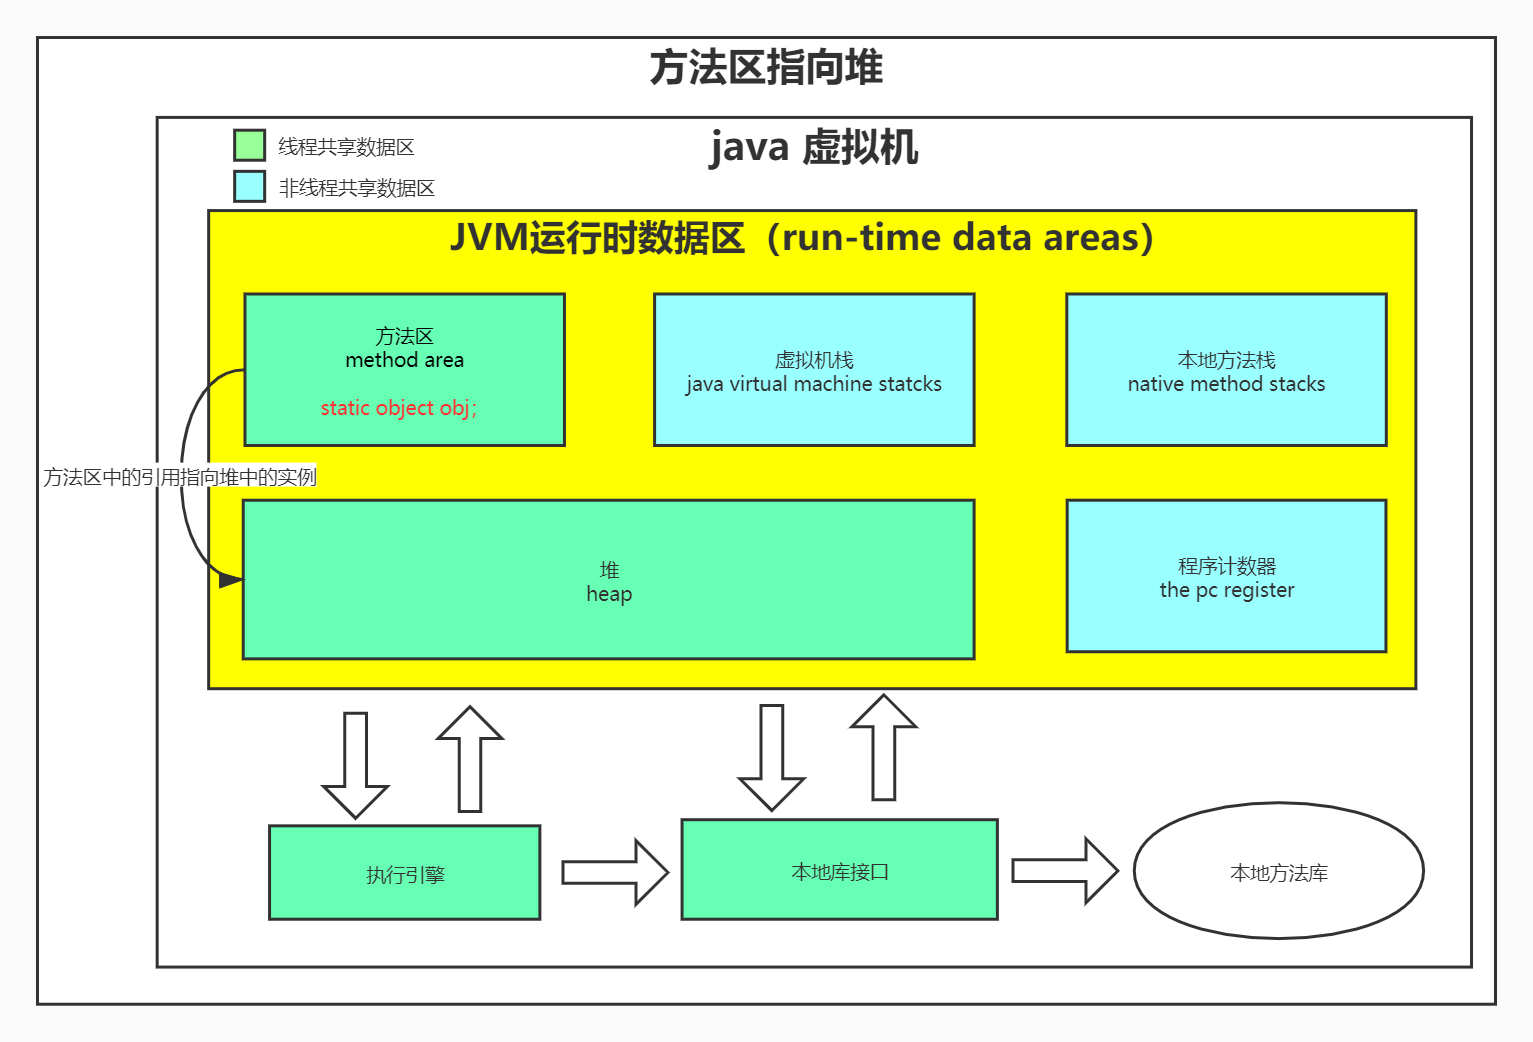 方法区指向堆
java 虚拟机
线程共享数据区
非线程共享数据区
JVM运行时数据区（run-time data areas）
方法区
method area
static object obj;
虚拟机栈
java virtual machine statcks
本地方法栈
native method stacks
方法区中的引用指向堆中的实例
堆
heap
程序计数器
the pc register
执行引擎
本地库接口
本地方法库